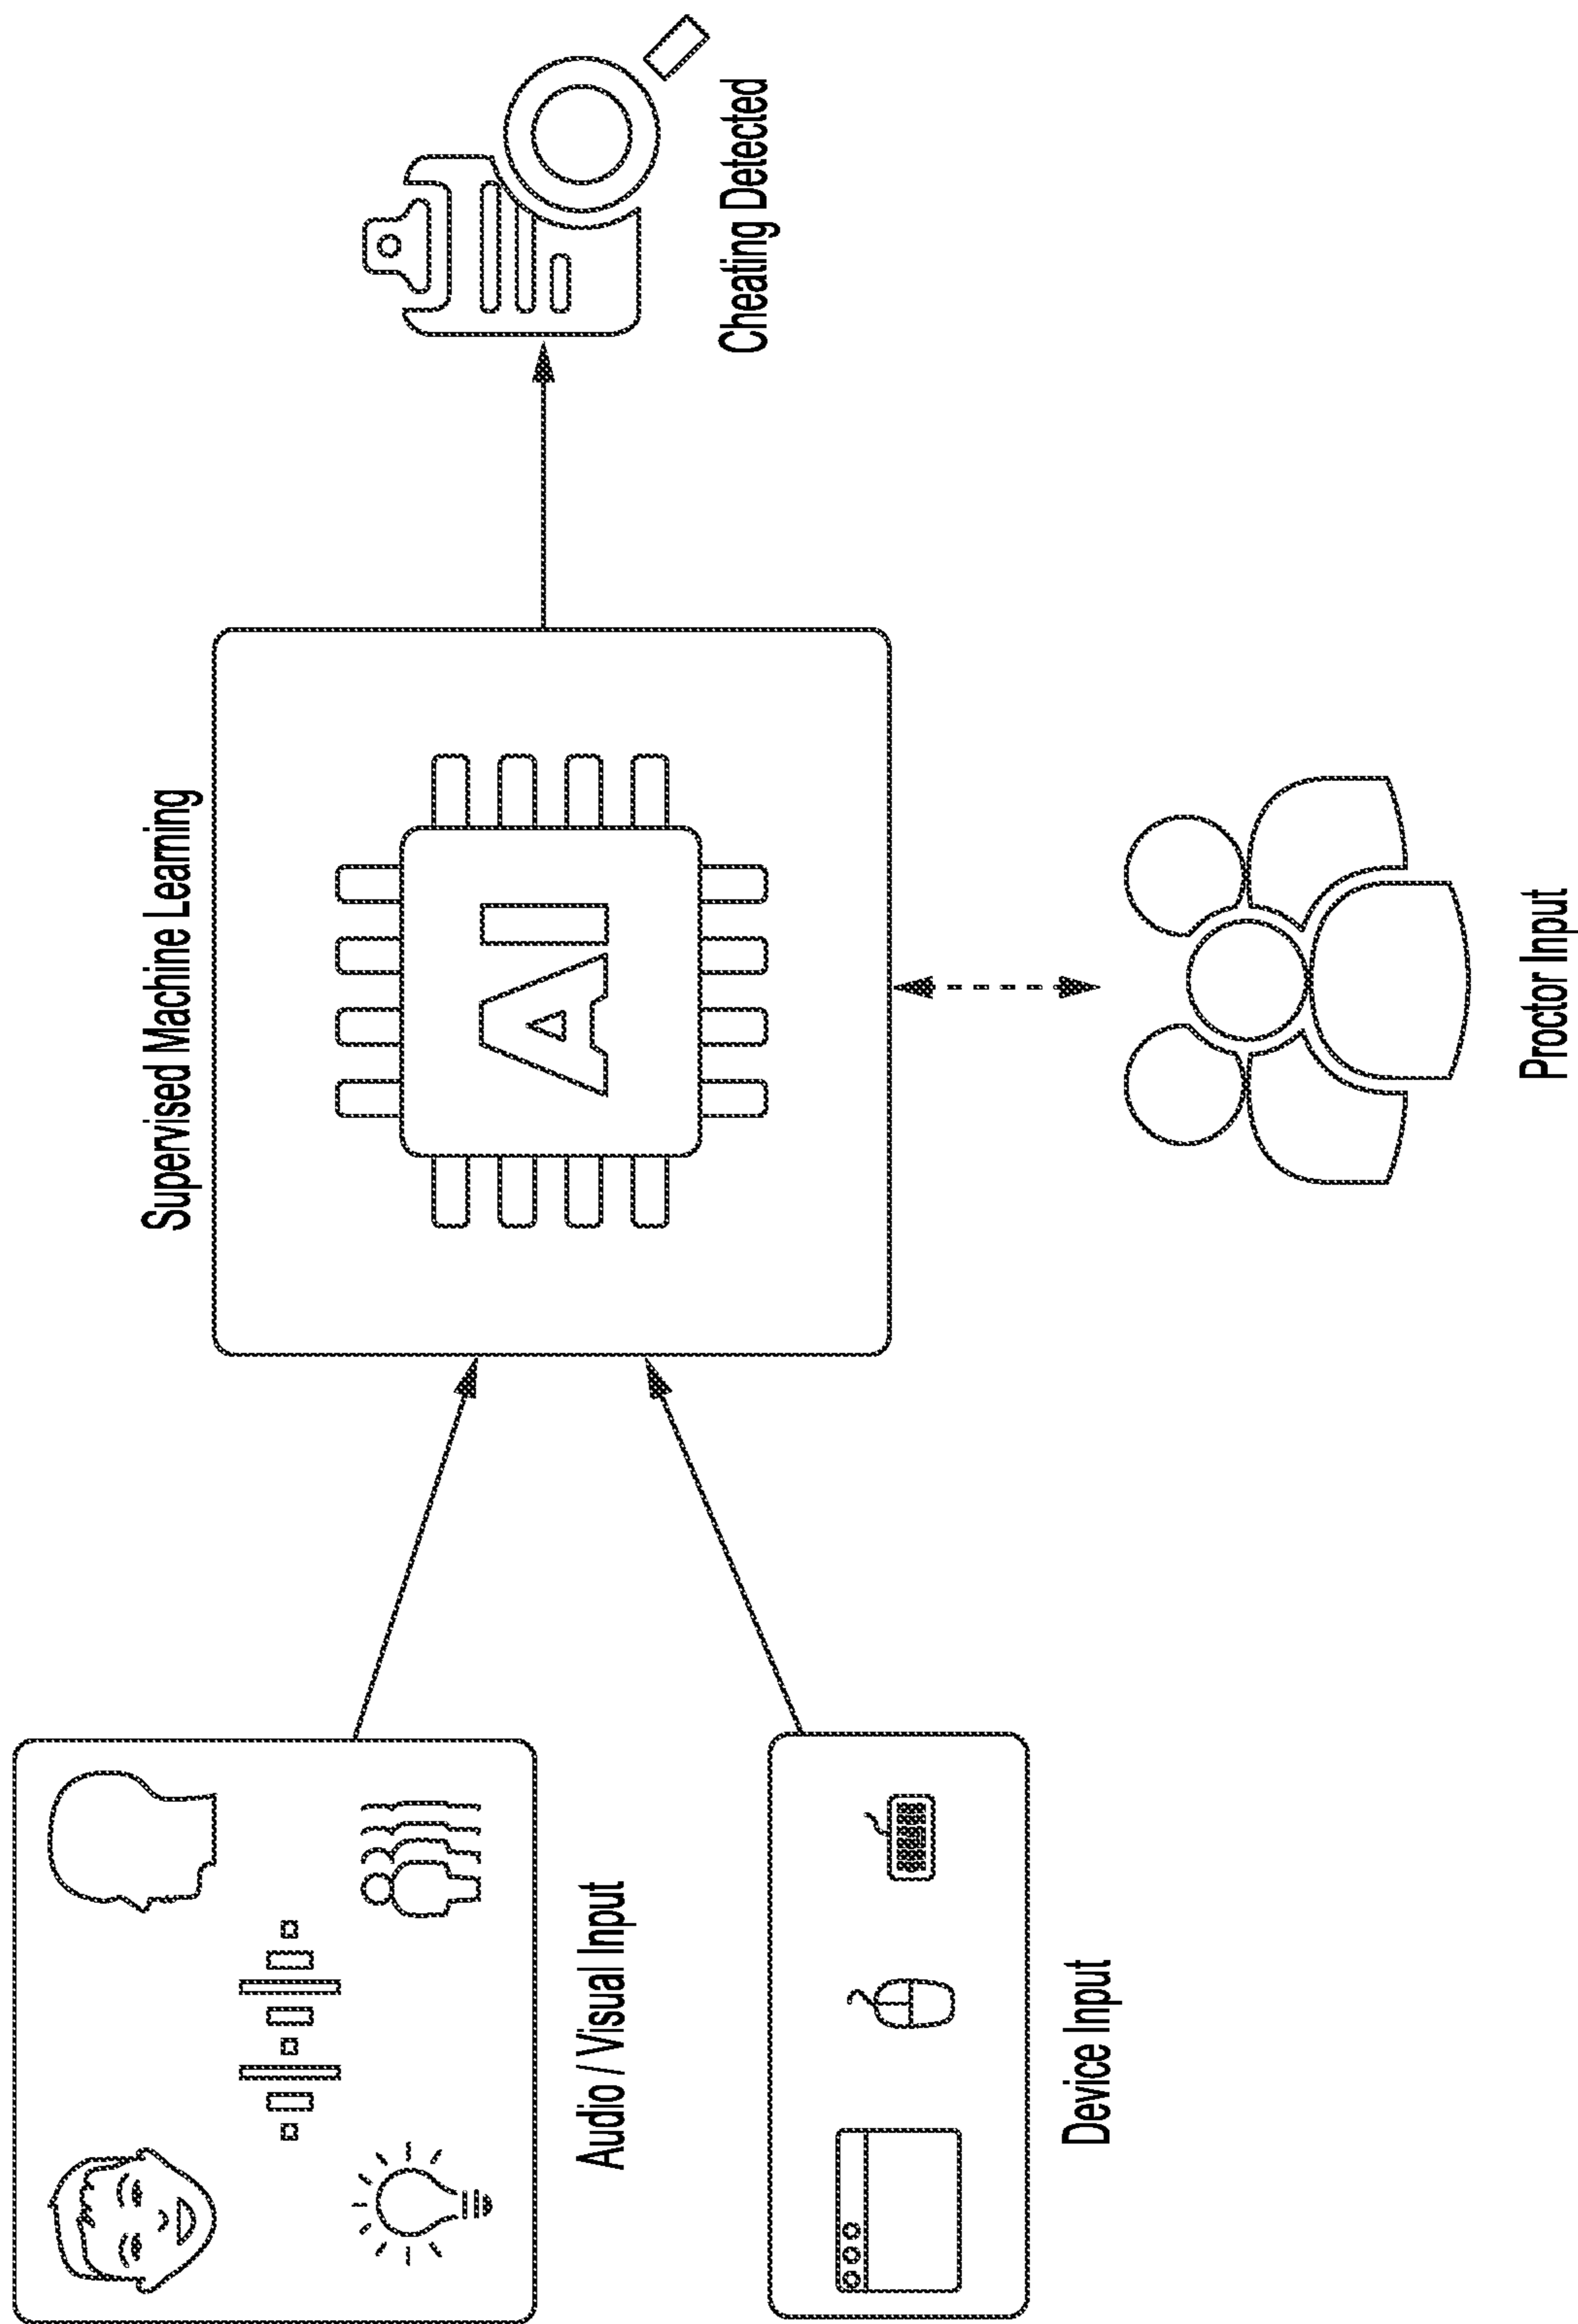 Supervised Machine Learning
AI
Audio / Visual Input
Device Input
Cheating Detected
Proctor Input